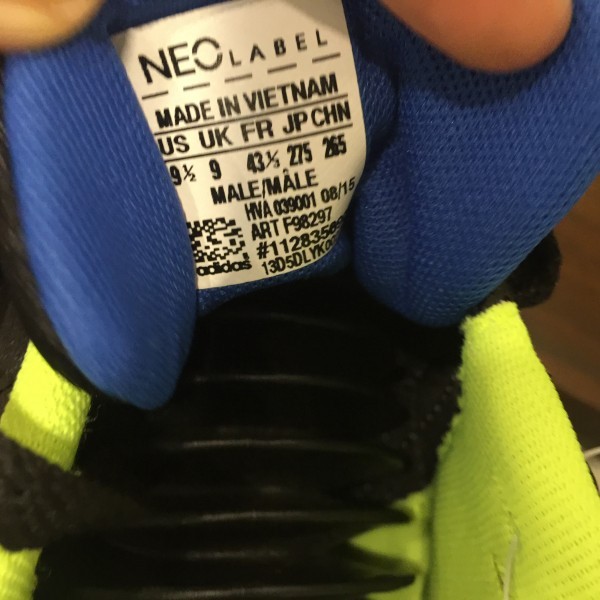 NEO LABEL
MADE IN VIETNAM
US UK FR JP CHN
9½ 9 43⅓ 275 265
MALE/MÂLE
HVA 039001 08/15
ART F98297
adidas